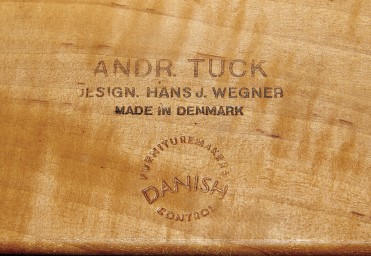 ANDR. TUCK
DESIGN. HANS J. WEGNER
MADE IN DENMARK
FURNITUREMAKERS
DANISH
CONTROL